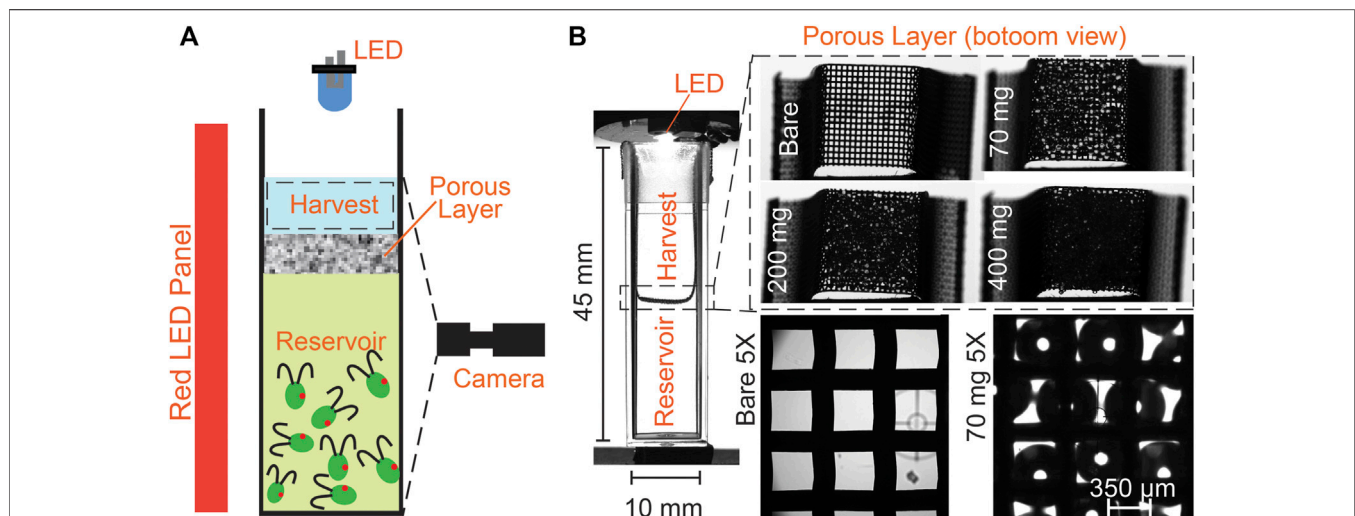 A
LED
Harvest
Porous
Layer
Reservoir
Red LED Panel
Camera
B
Porous Layer (botoom view)
LED
Harvest
Reservoir
45 mm
10 mm
Bare
70 mg
200 mg
400 mg
Bare 5X
70 mg 5X
350 µm